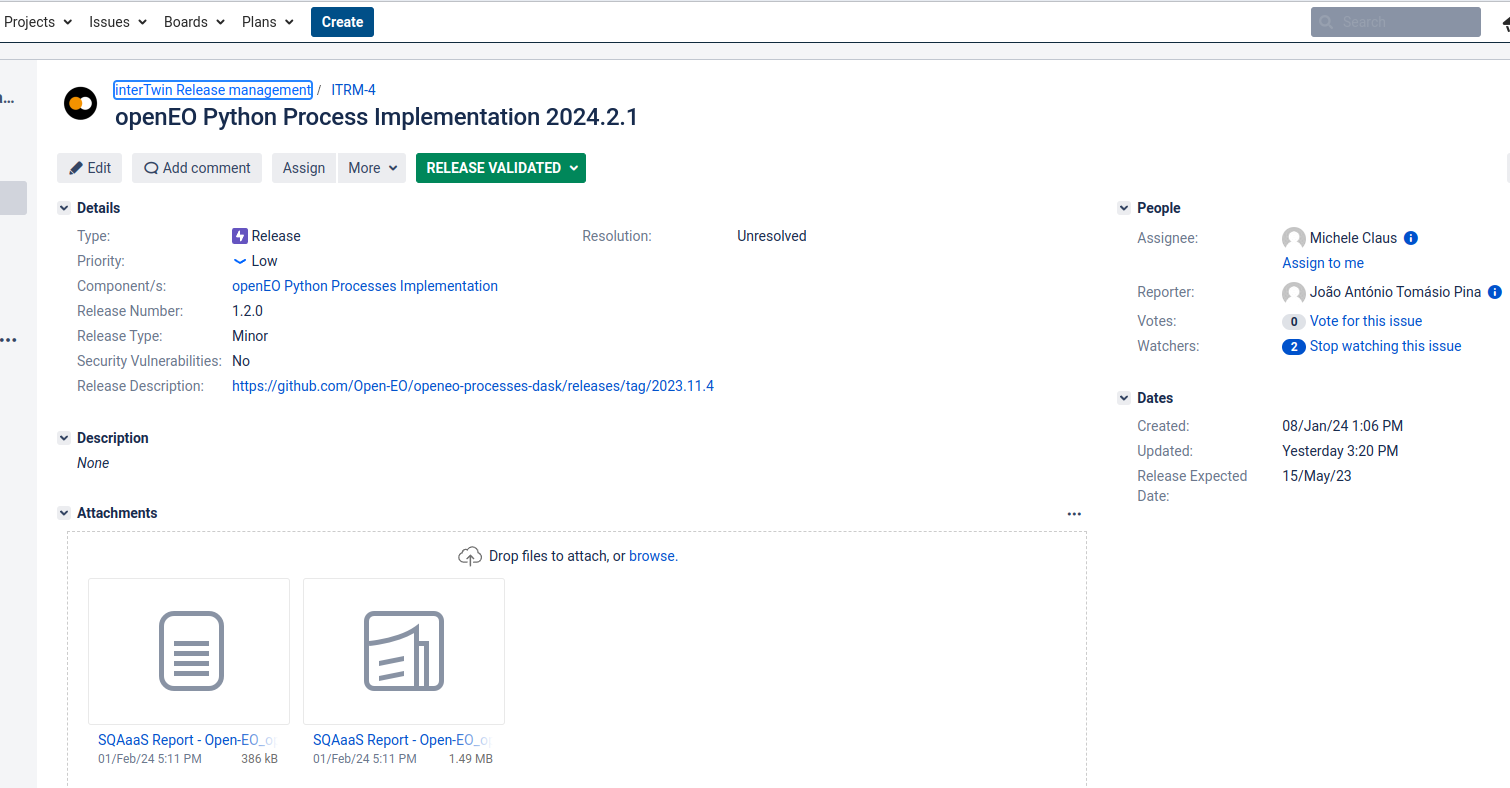 Projects Issues Boards Plans Create Search
interTwin Release management / ITRM-4
openEO Python Process Implementation 2024.2.1
Edit Add comment Assign More RELEASE VALIDATED
Details
Type: Release Resolution: Unresolved
Priority: Low
Component/s: openEO Python Processes Implementation
Release Number: 1.2.0
Release Type: Minor
Security Vulnerabilities: No
Release Description: https://github.com/Open-EO/openeo-processes-dask/releases/tag/2023.11.4
Description
None
Attachments
Drop files to attach, or browse.
SQAaaS Report - Open-EO_o
01/Feb/24 5:11 PM 386 kB
SQAaaS Report - Open-EO_o
01/Feb/24 5:11 PM 1.49 MB
People
Assignee: Michele Claus
Assign to me
Reporter: João António Tomásio Pina
Votes: 0 Vote for this issue
Watchers: 2 Stop watching this issue
Dates
Created: 08/Jan/24 1:06 PM
Updated: Yesterday 3:20 PM
Release Expected 15/May/23
Date: